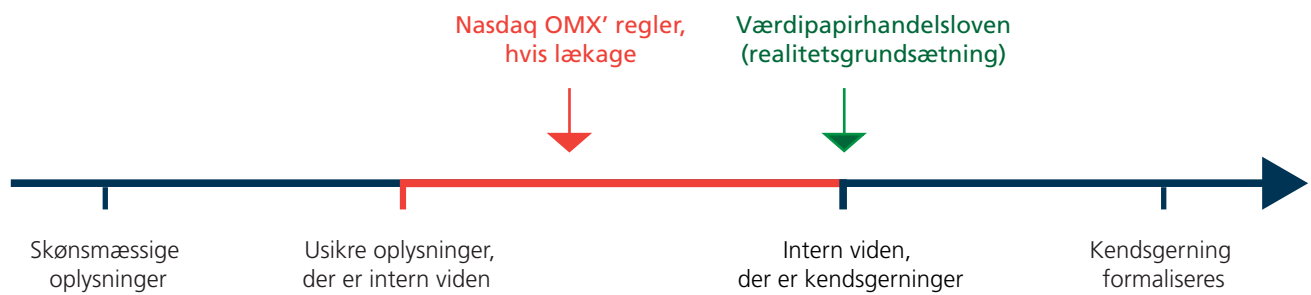 Nasdaq OMX’ regler,
hvis lækage
Værdipapirhandelsloven
(realitetsgrundsætning)
Skønsmæssige
oplysninger
Usikre oplysninger,
der er intern viden
Intern viden,
der er kendsgerninger
Kendsgerning
formaliseres